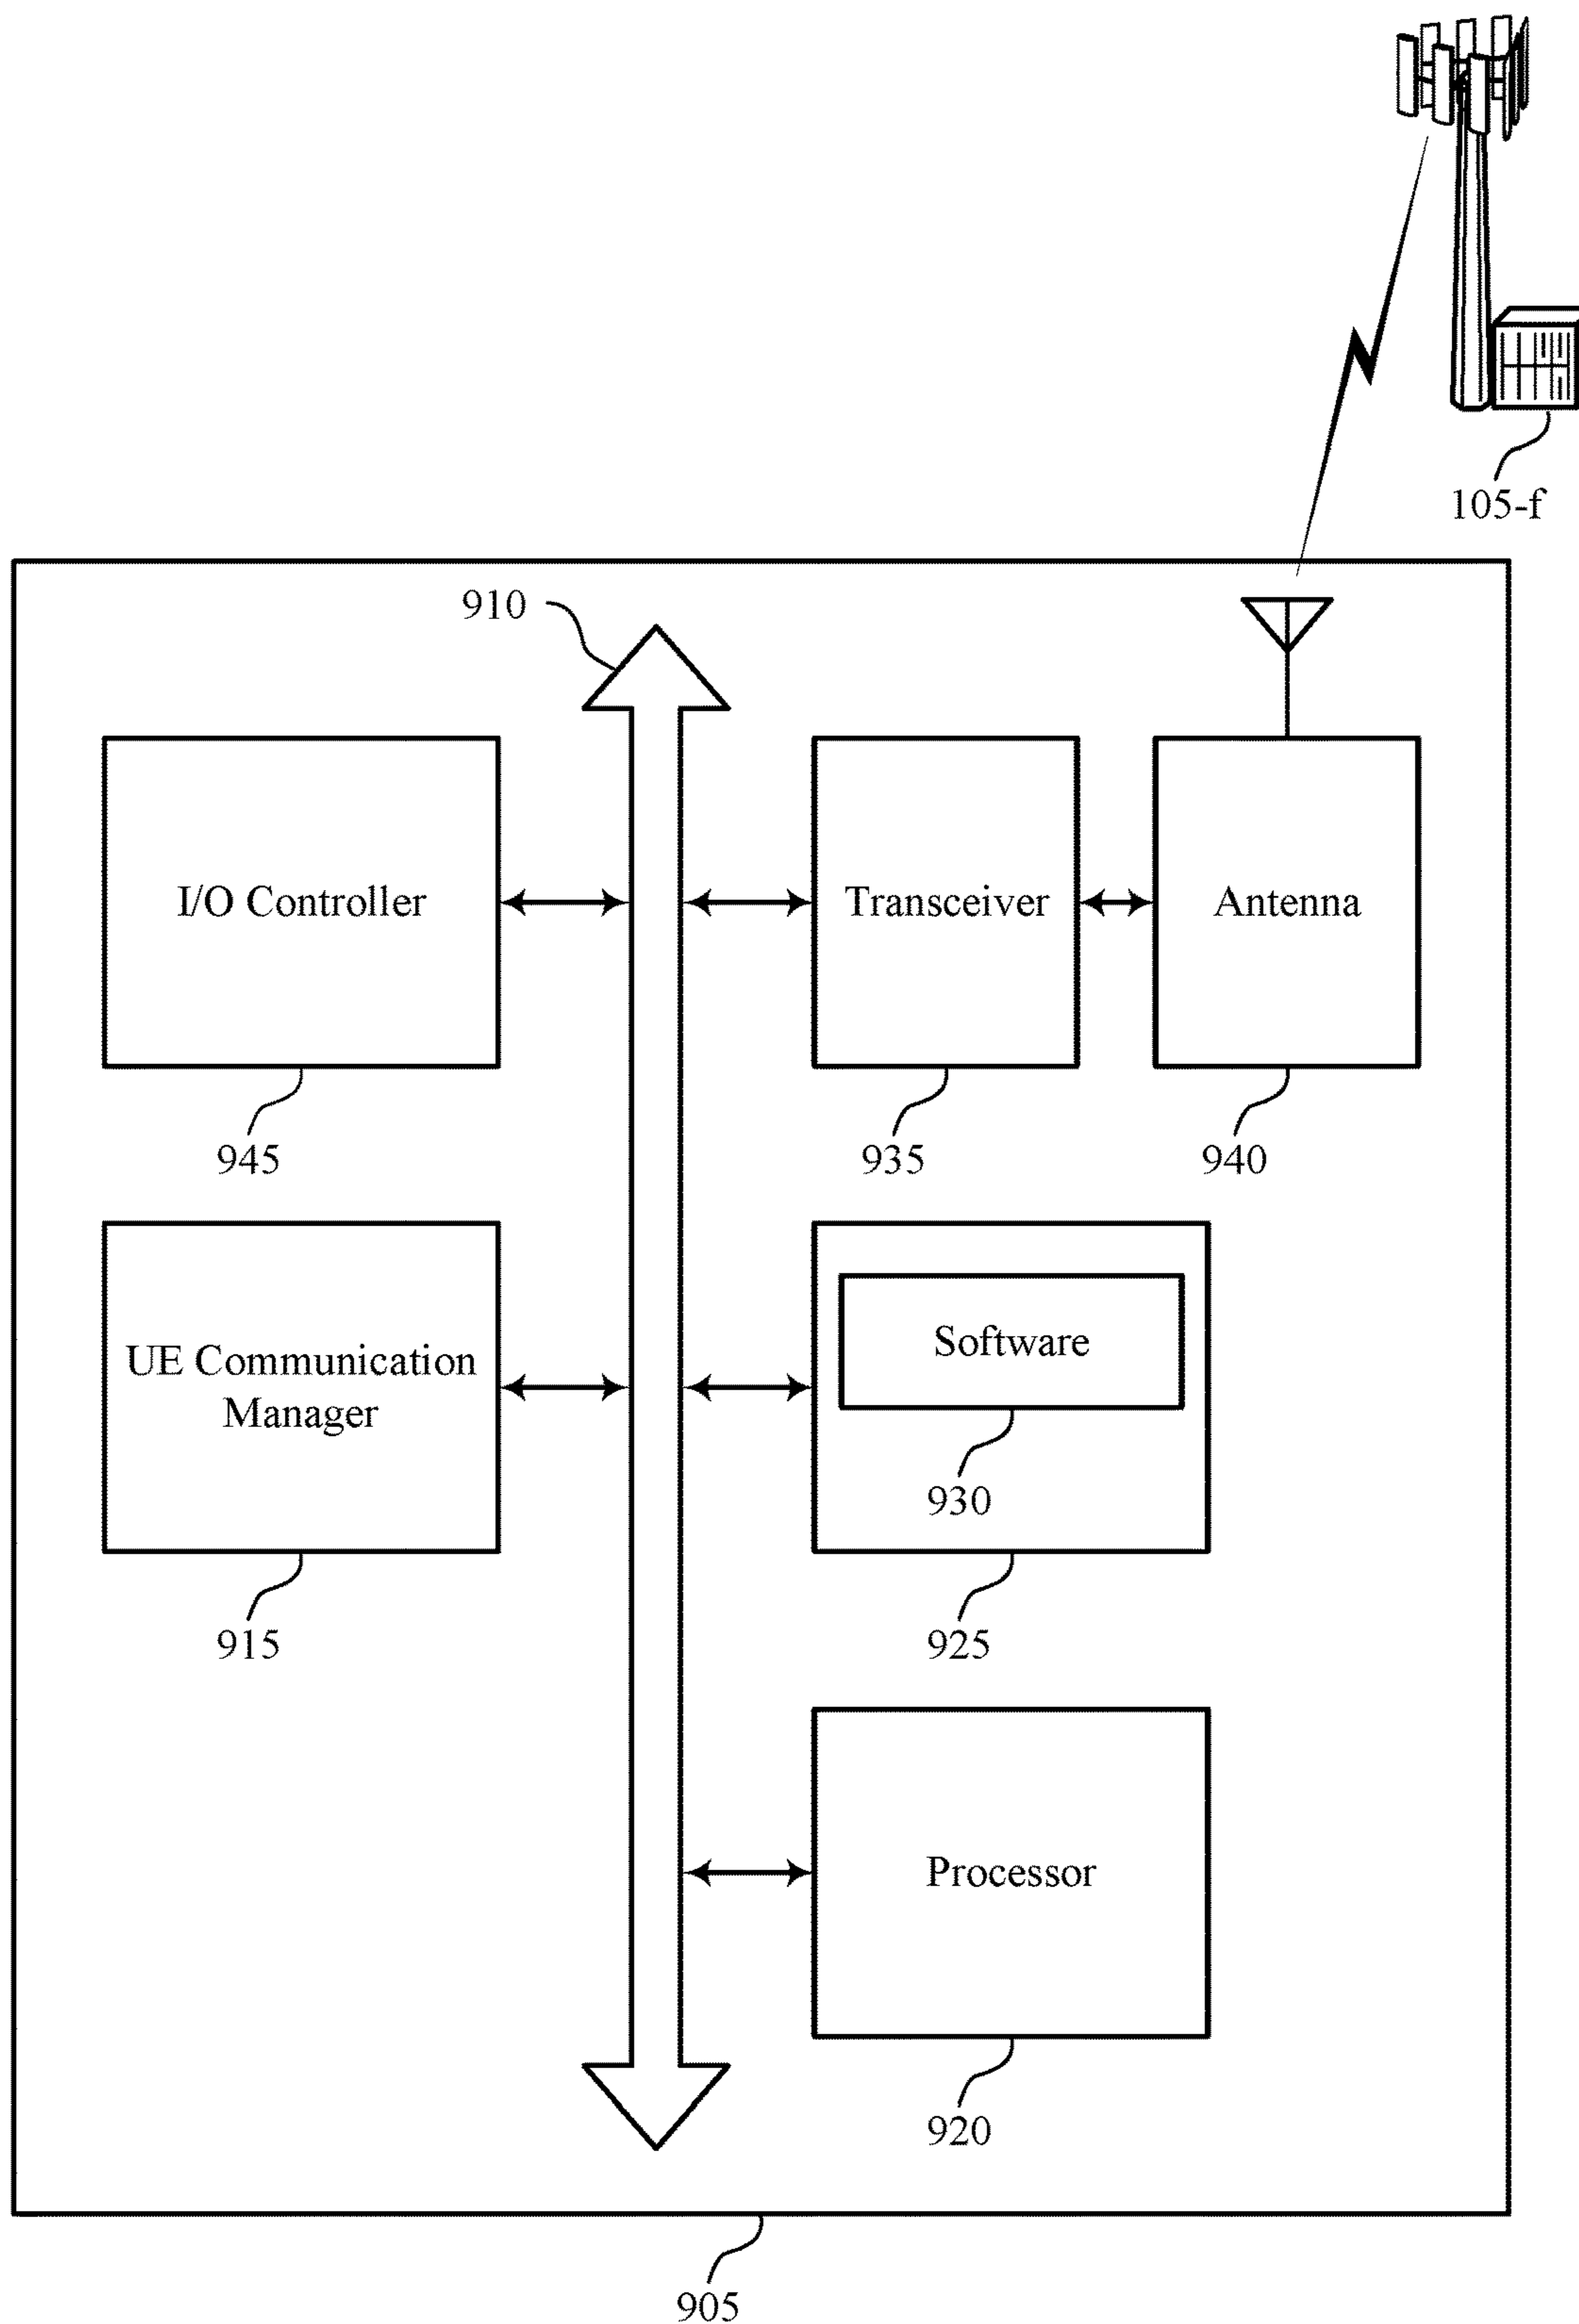 105-f
910
I/O Controller
Transceiver
Antenna
945
935
940
UE Communication
Manager
Software
930
915
925
Processor
920
905